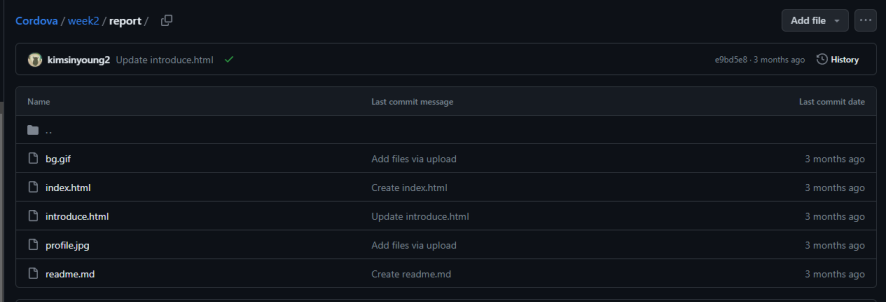 Cordova / week2 / report /
Add file
kimsinyoung2 Update introduce.html
e9bd5e8 · 3 months ago
History
Name Last commit message Last commit date
..
bg.gif Add files via upload 3 months ago
index.html Create index.html 3 months ago
introduce.html Update introduce.html 3 months ago
profile.jpg Add files via upload 3 months ago
readme.md Create readme.md 3 months ago